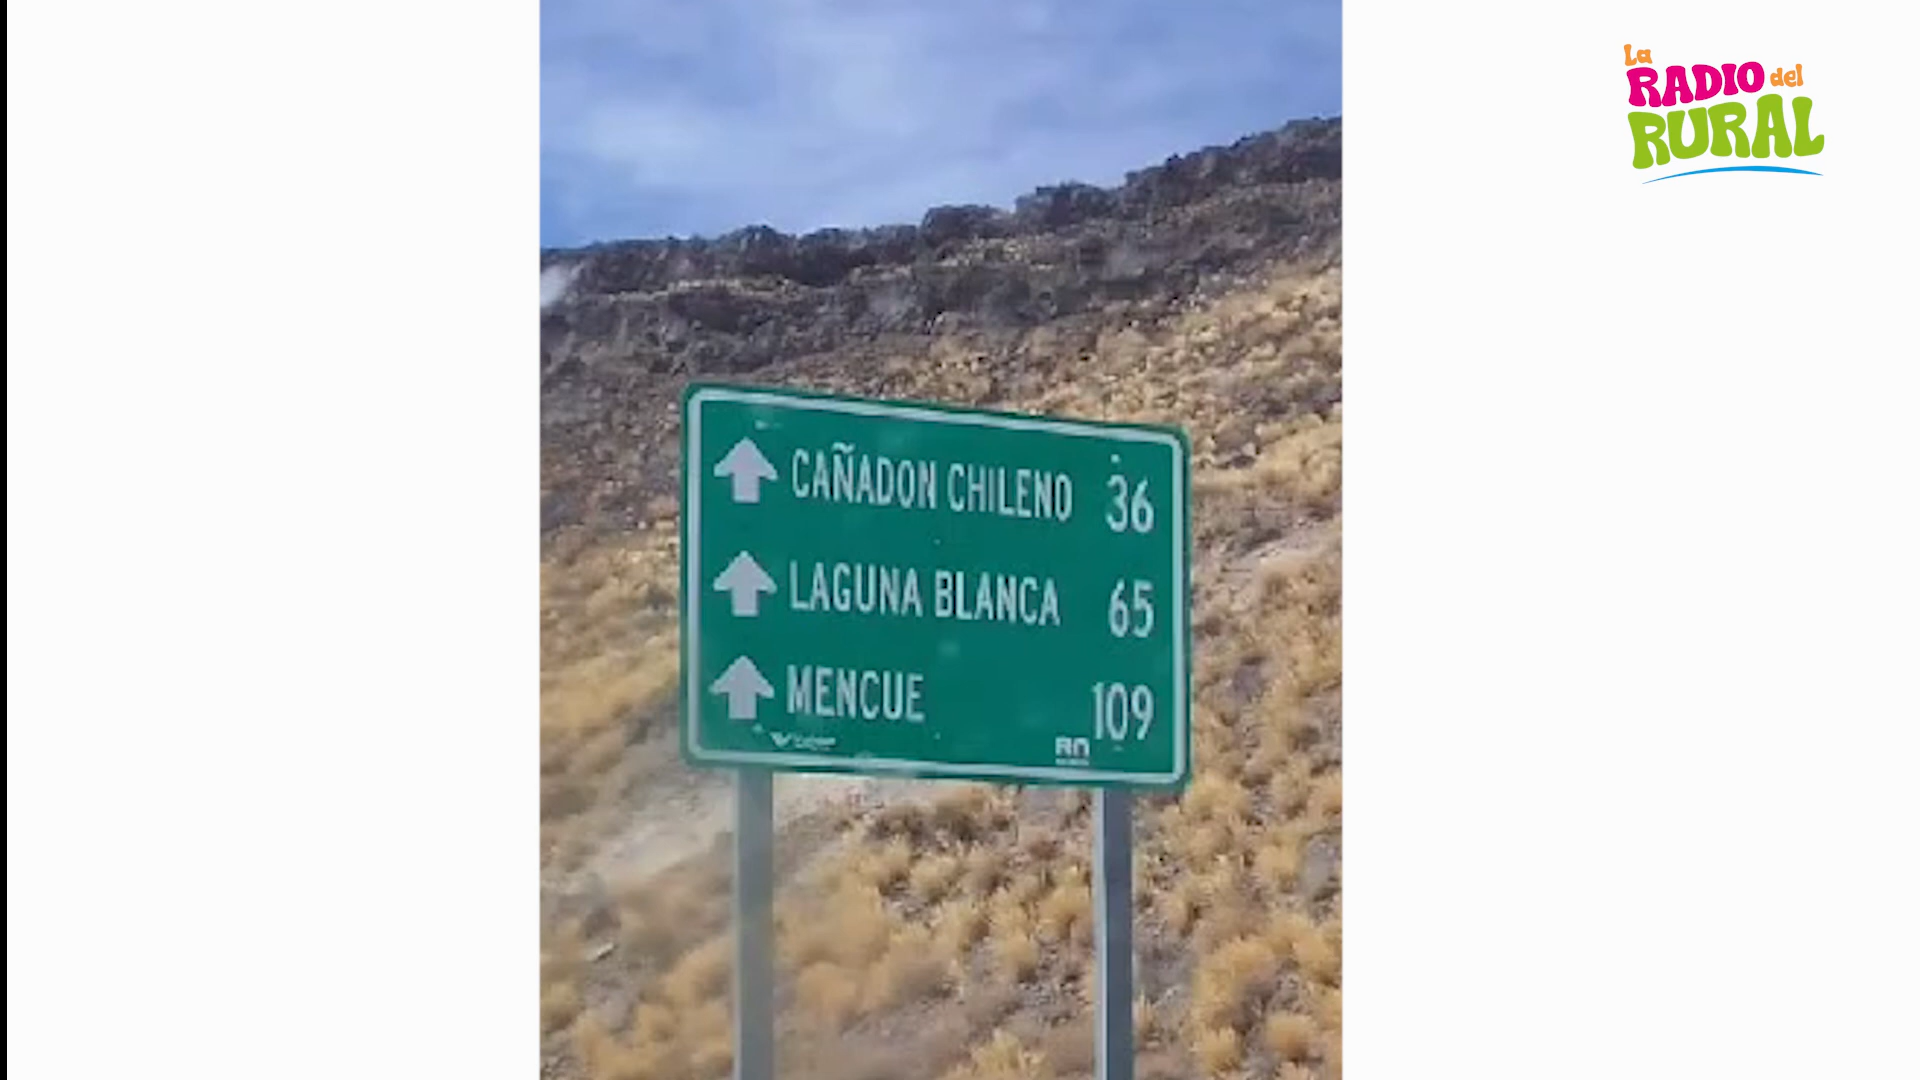 La
RADIO del
RURAL
CAÑADON CHILENO 36
LAGUNA BLANCA 65
MENCUE 109
RN